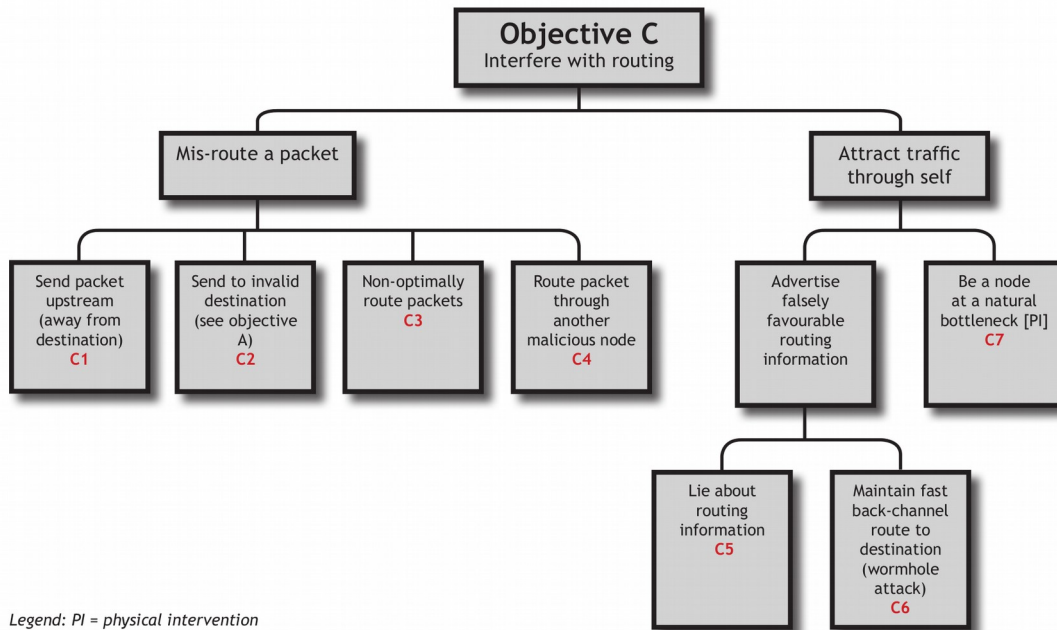 Objective C
Interfere with routing
Mis-route a packet
Attract traffic
through self
Send packet
upstream
(away from
destination)
C1
Send to invalid
destination
(see objective
A)
C2
Non-optimally
route packets
C3
Route packet
through
another
malicious node
C4
Advertise
falsely
favourable
routing
information
Be a node
at a natural
bottleneck [PI]
C7
Lie about
routing
information
C5
Maintain fast
back-channel
route to
destination
(wormhole
attack)
C6
Legend: PI = physical intervention